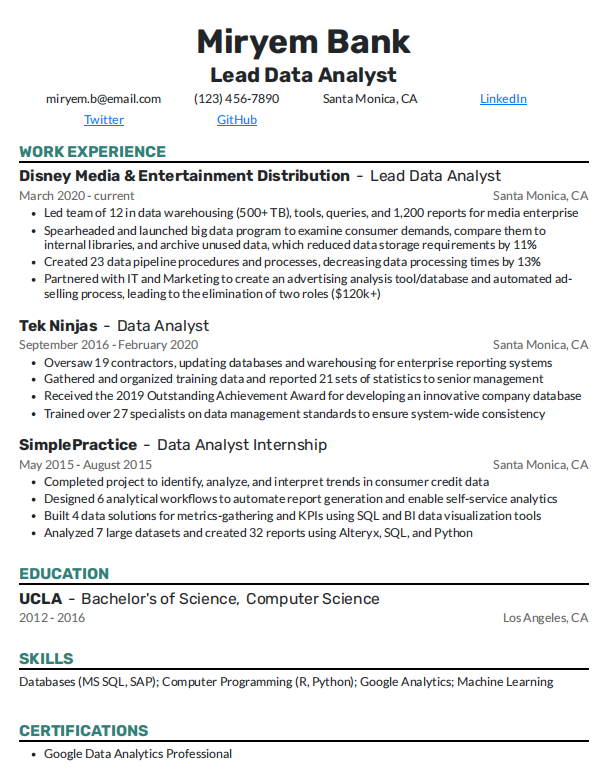 Miryem Bank
Lead Data Analyst
miryem.b@email.com (123) 456-7890 Santa Monica, CA LinkedIn
Twitter GitHub
WORK EXPERIENCE
Disney Media & Entertainment Distribution - Lead Data Analyst
March 2020 - current Santa Monica, CA
• Led team of 12 in data warehousing (500+ TB), tools, queries, and 1,200 reports for media enterprise
• Spearheaded and launched big data program to examine consumer demands, compare them to
internal libraries, and archive unused data, which reduced data storage requirements by 11%
• Created 23 data pipeline procedures and processes, decreasing data processing times by 13%
• Partnered with IT and Marketing to create an advertising analysis tool/database and automated ad-
selling process, leading to the elimination of two roles ($120k+)
Tek Ninjas - Data Analyst
September 2016 - February 2020 Santa Monica, CA
• Oversaw 19 contractors, updating databases and warehousing for enterprise reporting systems
• Gathered and organized training data and reported 21 sets of statistics to senior management
• Received the 2019 Outstanding Achievement Award for developing an innovative company database
• Trained over 27 specialists on data management standards to ensure system-wide consistency
SimplePractice - Data Analyst Internship
May 2015 - August 2015 Santa Monica, CA
• Completed project to identify, analyze, and interpret trends in consumer credit data
• Designed 6 analytical workflows to automate report generation and enable self-service analytics
• Built 4 data solutions for metrics-gathering and KPIs using SQL and BI data visualization tools
• Analyzed 7 large datasets and created 32 reports using Alteryx, SQL, and Python
EDUCATION
UCLA - Bachelor's of Science, Computer Science
2012 - 2016 Los Angeles, CA
SKILLS
Databases (MS SQL, SAP); Computer Programming (R, Python); Google Analytics; Machine Learning
CERTIFICATIONS
• Google Data Analytics Professional